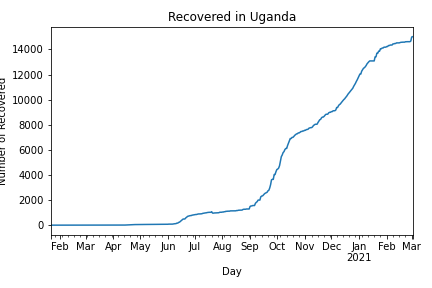 Recovered in Uganda
Number of Recovered
14000
12000
10000
8000
6000
4000
2000
0
Feb Mar Apr May Jun Jul Aug Sep Oct Nov Dec Jan Feb Mar
2021
Day